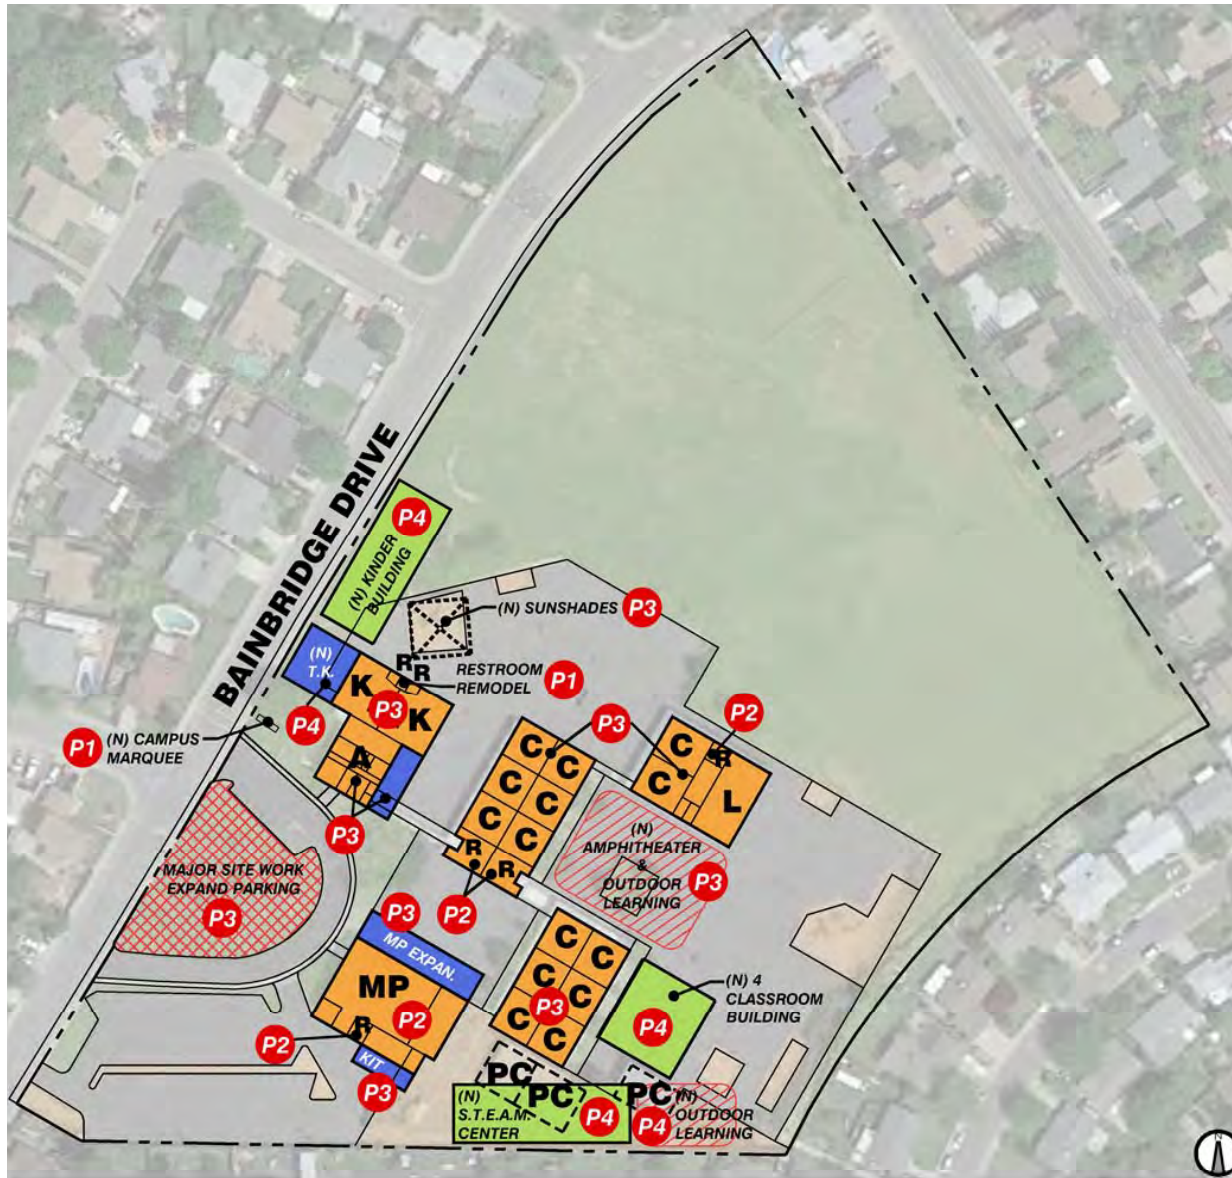 BAINBRIDGE DRIVE
P4
(N) KINDER
BUILDING
(N) SUNSHADES
P3
(N)
T.K.
R
R
RESTROOM
REMODEL
P1
K
P3
K
P4
P1
(N) CAMPUS
MARQUEE
A
P3
P3
P2
C
C
C
C
C
C
C
C
R
R
P2
C
R
C
L
(N)
AMPHITHEATER
&
OUTDOOR
LEARNING
P3
MAJOR SITE WORK
EXPAND PARKING
P3
P3
MP EXPAN.
MP
P2
R
P2
KIT
P3
C
C
C
C
P3
C
C
(N) 4
CLASSROOM
BUILDING
P4
PC
PC
PC
(N)
S.T.E.A.M.
CENTER
P4
P4
(N)
OUTDOOR
LEARNING